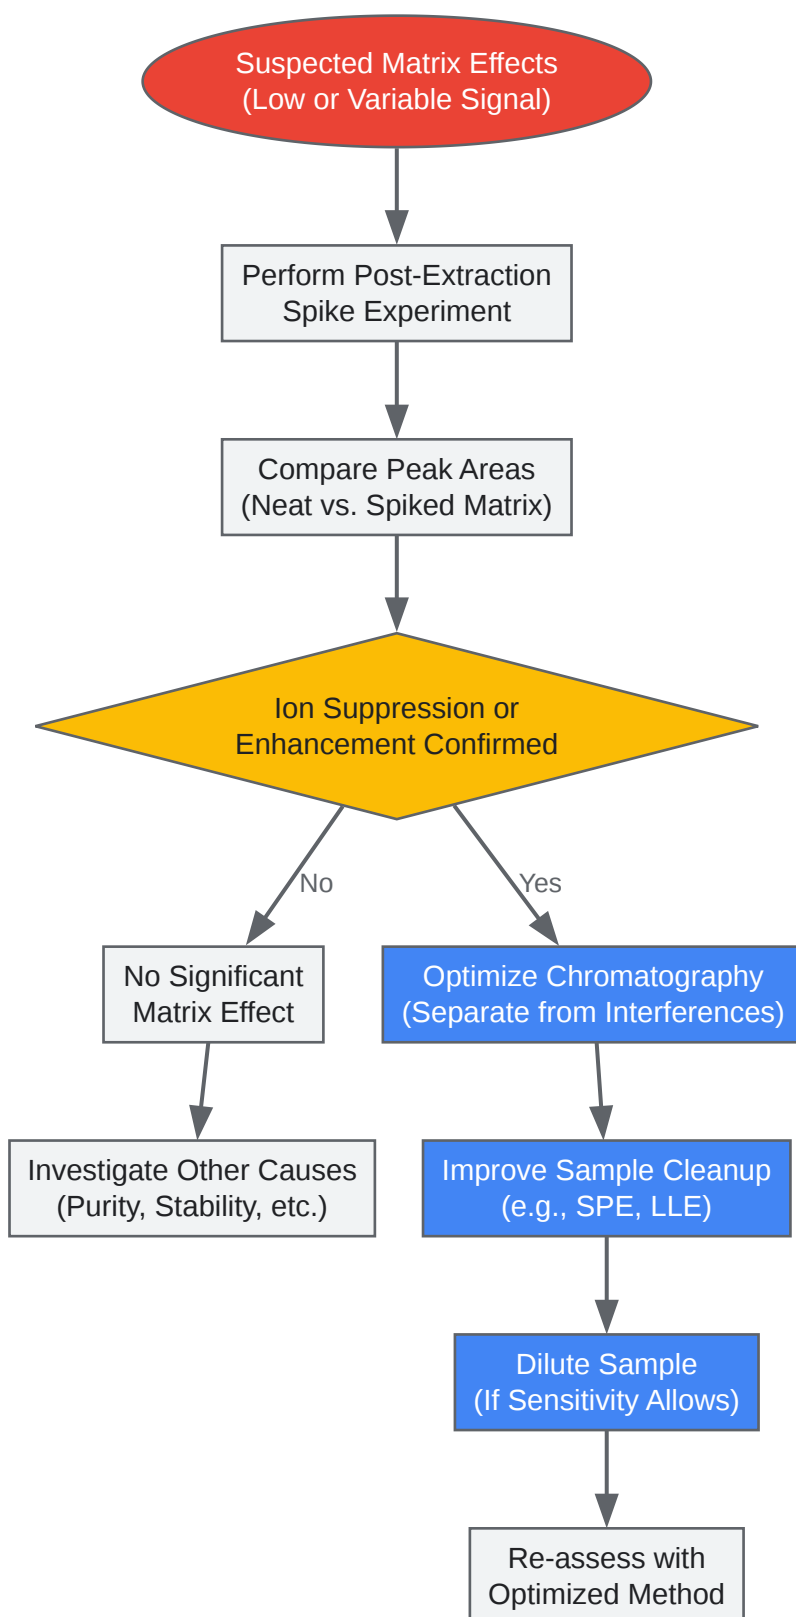 Suspected Matrix Effects
(Low or Variable Signal)
Perform Post-Extraction
Spike Experiment
Compare Peak Areas
(Neat vs. Spiked Matrix)
Ion Suppression or
Enhancement Confirmed
No
Yes
No Significant
Matrix Effect
Optimize Chromatography
(Separate from Interferences)
Investigate Other Causes
(Purity, Stability, etc.)
Improve Sample Cleanup
(e.g., SPE, LLE)
Dilute Sample
(If Sensitivity Allows)
Re-assess with
Optimized Method